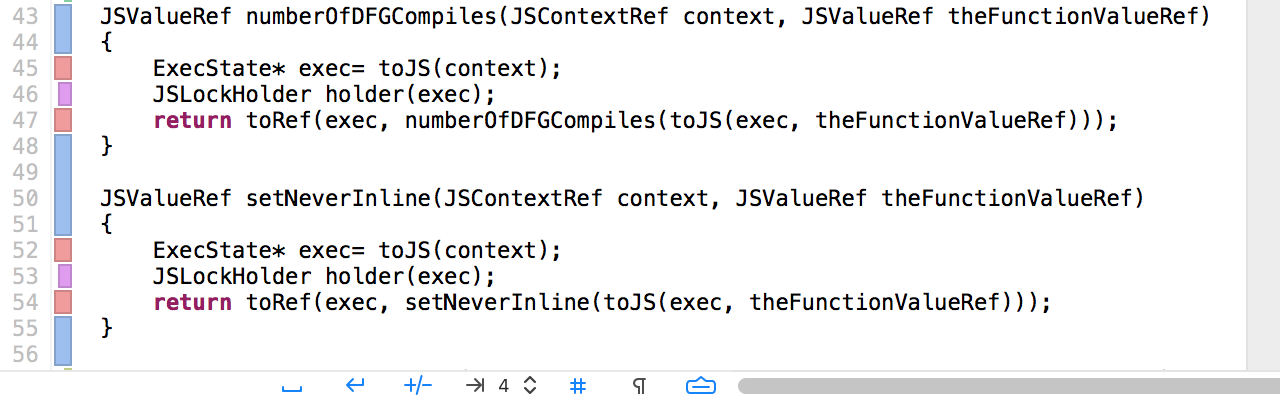 43 JSValueRef numberOfDFGCompiles(JSContextRef context, JSValueRef theFunctionValueRef)
44 {
45     ExecState* exec= toJS(context);
46     JSLockHolder holder(exec);
47     return toRef(exec, numberOfDFGCompiles(toJS(exec, theFunctionValueRef)));
48 }
49
50 JSValueRef setNeverInline(JSContextRef context, JSValueRef theFunctionValueRef)
51 {
52     ExecState* exec= toJS(context);
53     JSLockHolder holder(exec);
54     return toRef(exec, setNeverInline(toJS(exec, theFunctionValueRef)));
55 }
56
+/- 4 # ¶